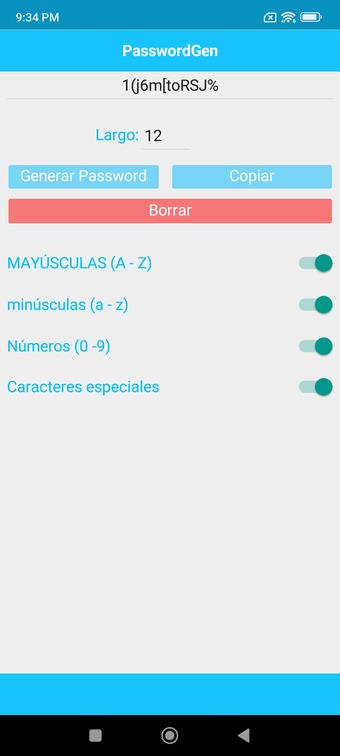 9:34 PM
PasswordGen
1(j6m[toRSJ%
Largo: 12
Generar Password Copiar
Borrar
MAYÚSCULAS (A - Z)
minúsculas (a - z)
Números (0 -9)
Caracteres especiales